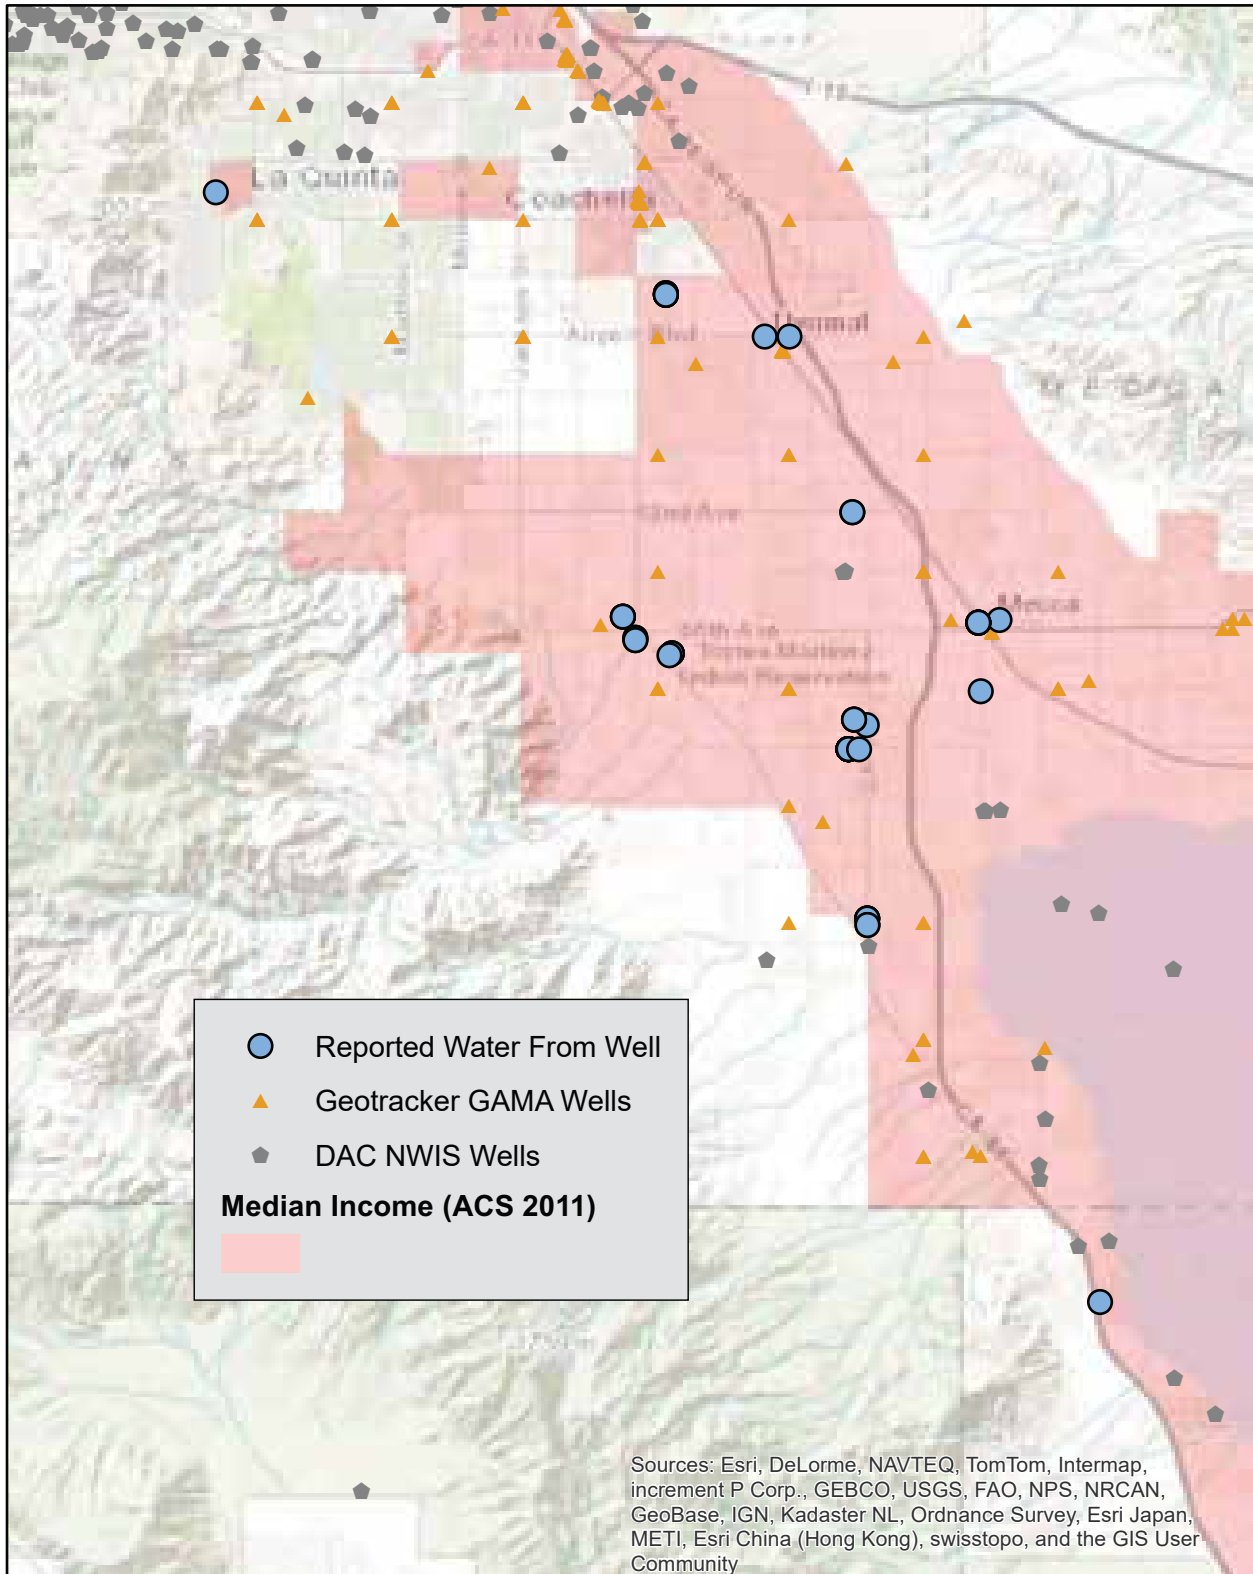 La Quinta
Coachella
Thermal
Mecca
Reported Water From Well
Geotracker GAMA Wells
DAC NWIS Wells
Median Income (ACS 2011)
Sources: Esri, DeLorme, NAVTEQ, TomTom, Intermap,
increment P Corp., GEBCO, USGS, FAO, NPS, NRCAN,
GeoBase, IGN, Kadaster NL, Ordnance Survey, Esri Japan,
METI, Esri China (Hong Kong), swisstopo, and the GIS User
Community